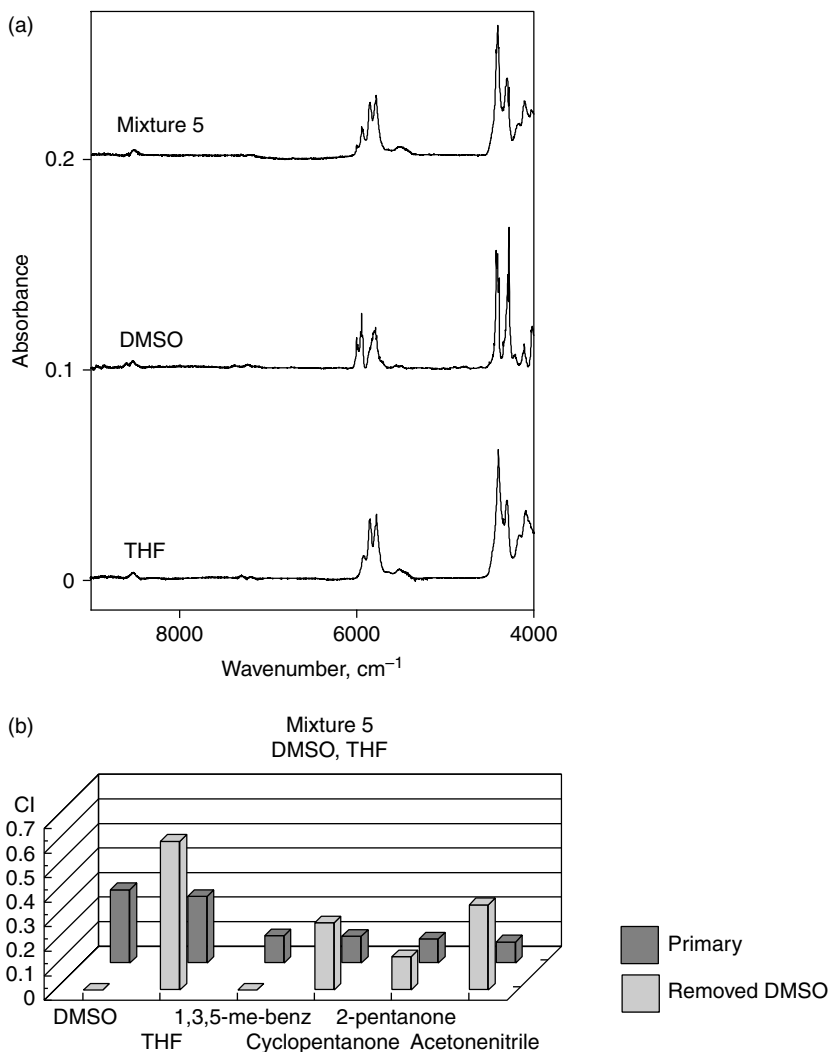 (a)
Mixture 5
0.2
DMSO
0.1
Absorbance
THF
0
8000 6000 4000
Wavenumber, cm⁻¹
(b)
Mixture 5
DMSO, THF
CI
0.7
0.6
0.5
0.4
0.3
0.2
0.1
0
DMSO 1,3,5-me-benz 2-pentanone
THF Cyclopentanone Acetonenitrile
Primary
Removed DMSO